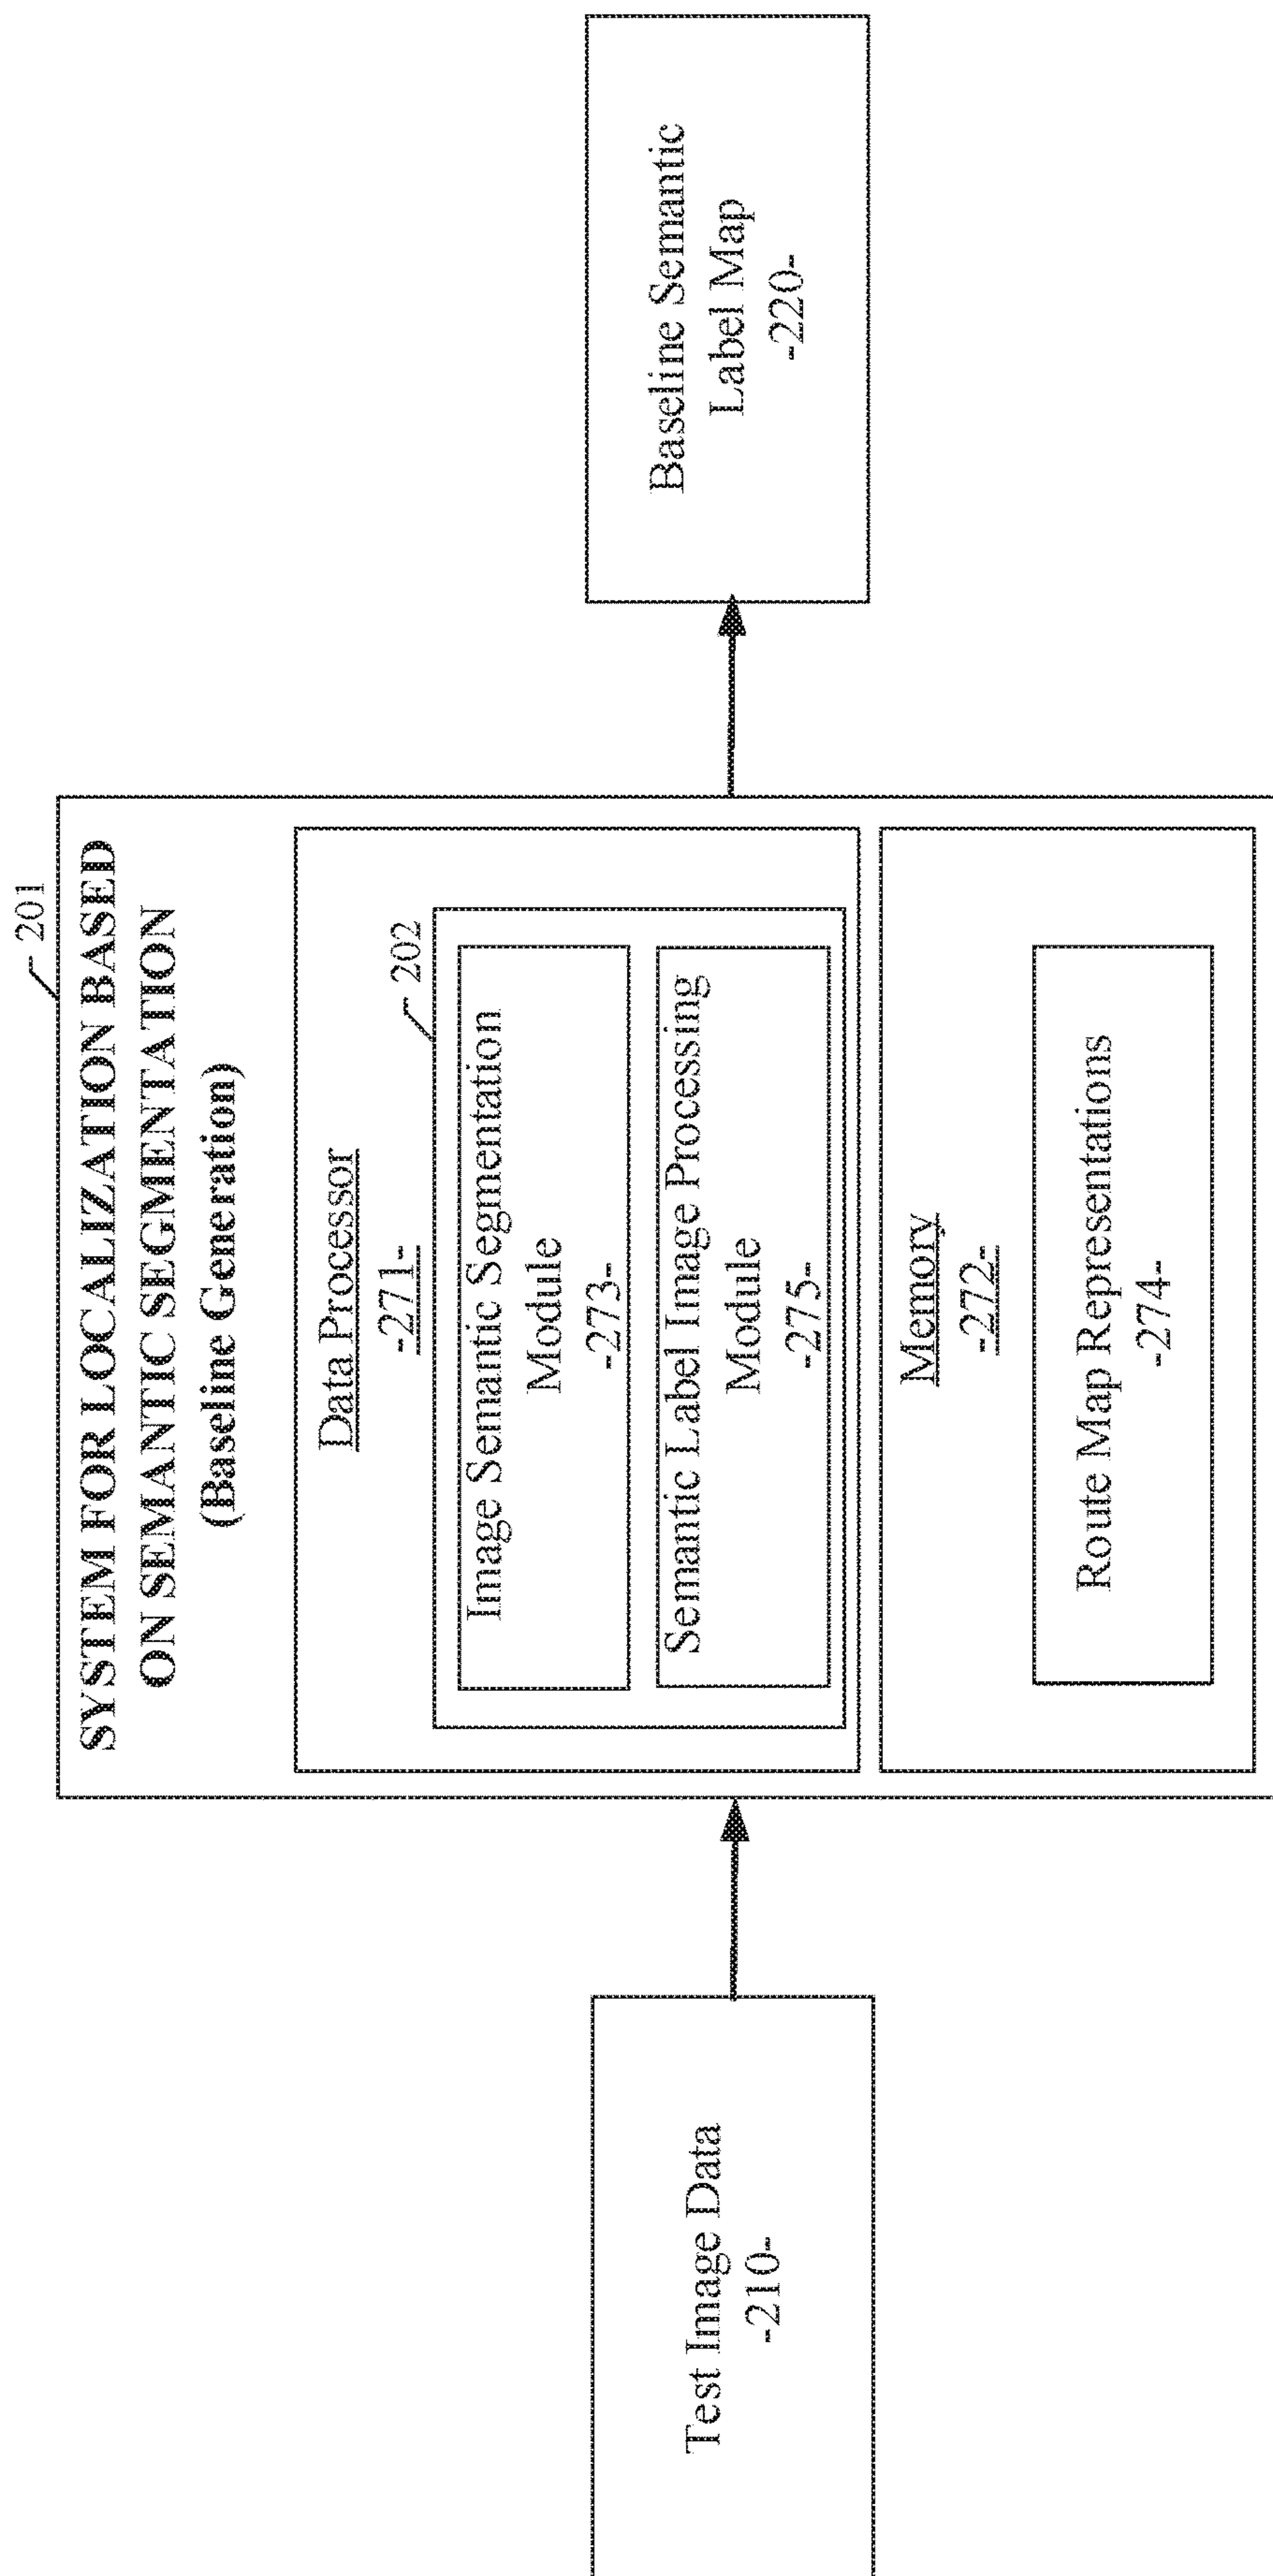 201
SYSTEM FOR LOCALIZATION BASED
ON SEMANTIC SEGMENTATION
(Baseline Generation)
Test Image Data
-210-
Data Processor
-271-
202
Image Semantic Segmentation
Module
-273-
Semantic Label Image Processing
Module
-275-
Memory
-272-
Route Map Representations
-274-
Baseline Semantic
Label Map
-220-